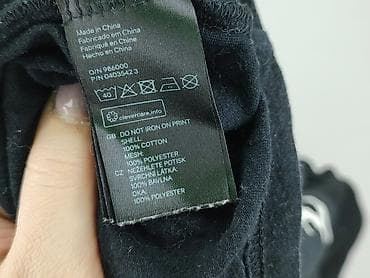 Made in China
Fabricado em China
Fabriqué en Chine
Hecho en China
O/N 986000
P/N 0403542 3
40
clevercare.info
GB DO NOT IRON ON PRINT
SHELL:
100% COTTON
MESH:
100% POLYESTER
CZ NEŽEHLETE POTISK
SVRCHNÍ LÁTKA:
100% BAVLNA
OKA:
100% POLYESTER